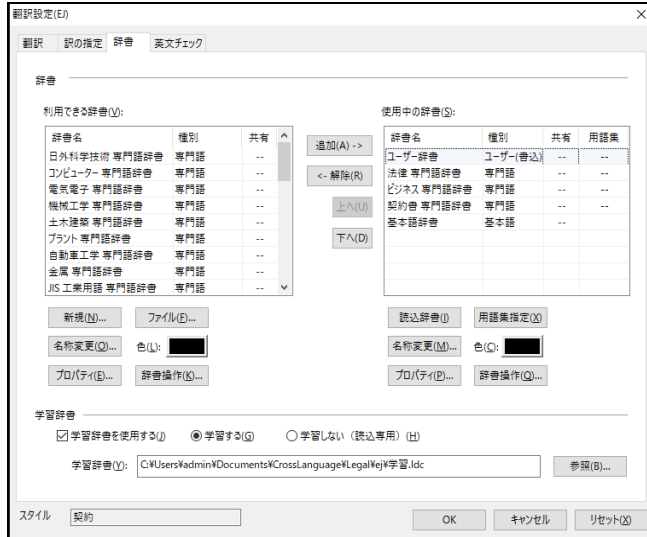 翻訳設定(EJ)
翻訳 訳の指定 辞書 英文チェック
辞書
利用できる辞書(V):
辞書名 種別 共有
日外科学技術 専門語辞書 専門語 --
コンピューター 専門語辞書 専門語 --
電気電子 専門語辞書 専門語 --
機械工学 専門語辞書 専門語 --
土木建築 専門語辞書 専門語 --
プラント 専門語辞書 専門語 --
自動車工学 専門語辞書 専門語 --
金属 専門語辞書 専門語 --
JIS 工業用語 専門語辞書 専門語 --
追加(A) ->
<- 解除(R)
上へ(U)
下へ(D)
使用中の辞書(S):
辞書名 種別 共有 用語集
ユーザー辞書 ユーザー(書込) -- --
法律 専門語辞書 専門語 -- --
ビジネス 専門語辞書 専門語 -- --
契約書 専門語辞書 専門語 -- --
基本語辞書 基本語 --
新規(N)... ファイル(F)...
名称変更(O)... 色(L):
プロパティ(E)... 辞書操作(K)...
読込辞書(I) 用語集指定(X)
名称変更(M)... 色(C):
プロパティ(P)... 辞書操作(Q)...
学習辞書
学習辞書を使用する(J) 学習する(G) 学習しない（読込専用）(H)
学習辞書(Y): C:¥Users¥admin¥Documents¥CrossLanguage¥Legal¥ej¥学習.ldc 参照(B)...
スタイル 契約 OK キャンセル リセット(X)